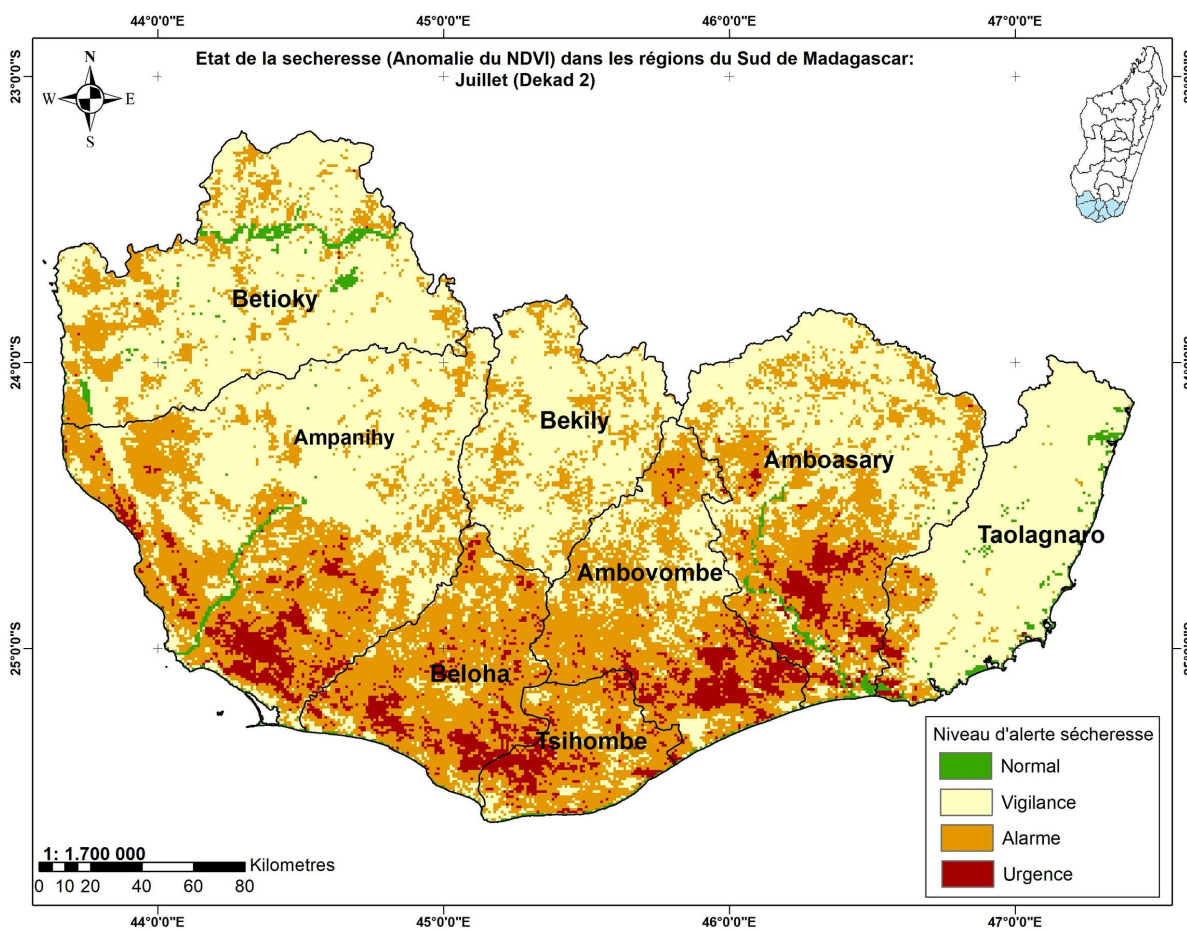 44°0'0"E 45°0'0"E 46°0'0"E 47°0'0"E
Etat de la secheresse (Anomalie du NDVI) dans les régions du Sud de Madagascar:
Juillet (Dekad 2)
N
W E
S
23°0'0"S
Betioky
24°0'0"S
Bekily
Ampanihy
Amboasary
Taolagnaro
Ambovombe
25°0'0"S
Beloha
Tsihombe
Niveau d'alerte sécheresse
Normal
Vigilance
Alarme
Urgence
1: 1.700 000
Kilometres
0 10 20 40 60 80
44°0'0"E 45°0'0"E 46°0'0"E 47°0'0"E